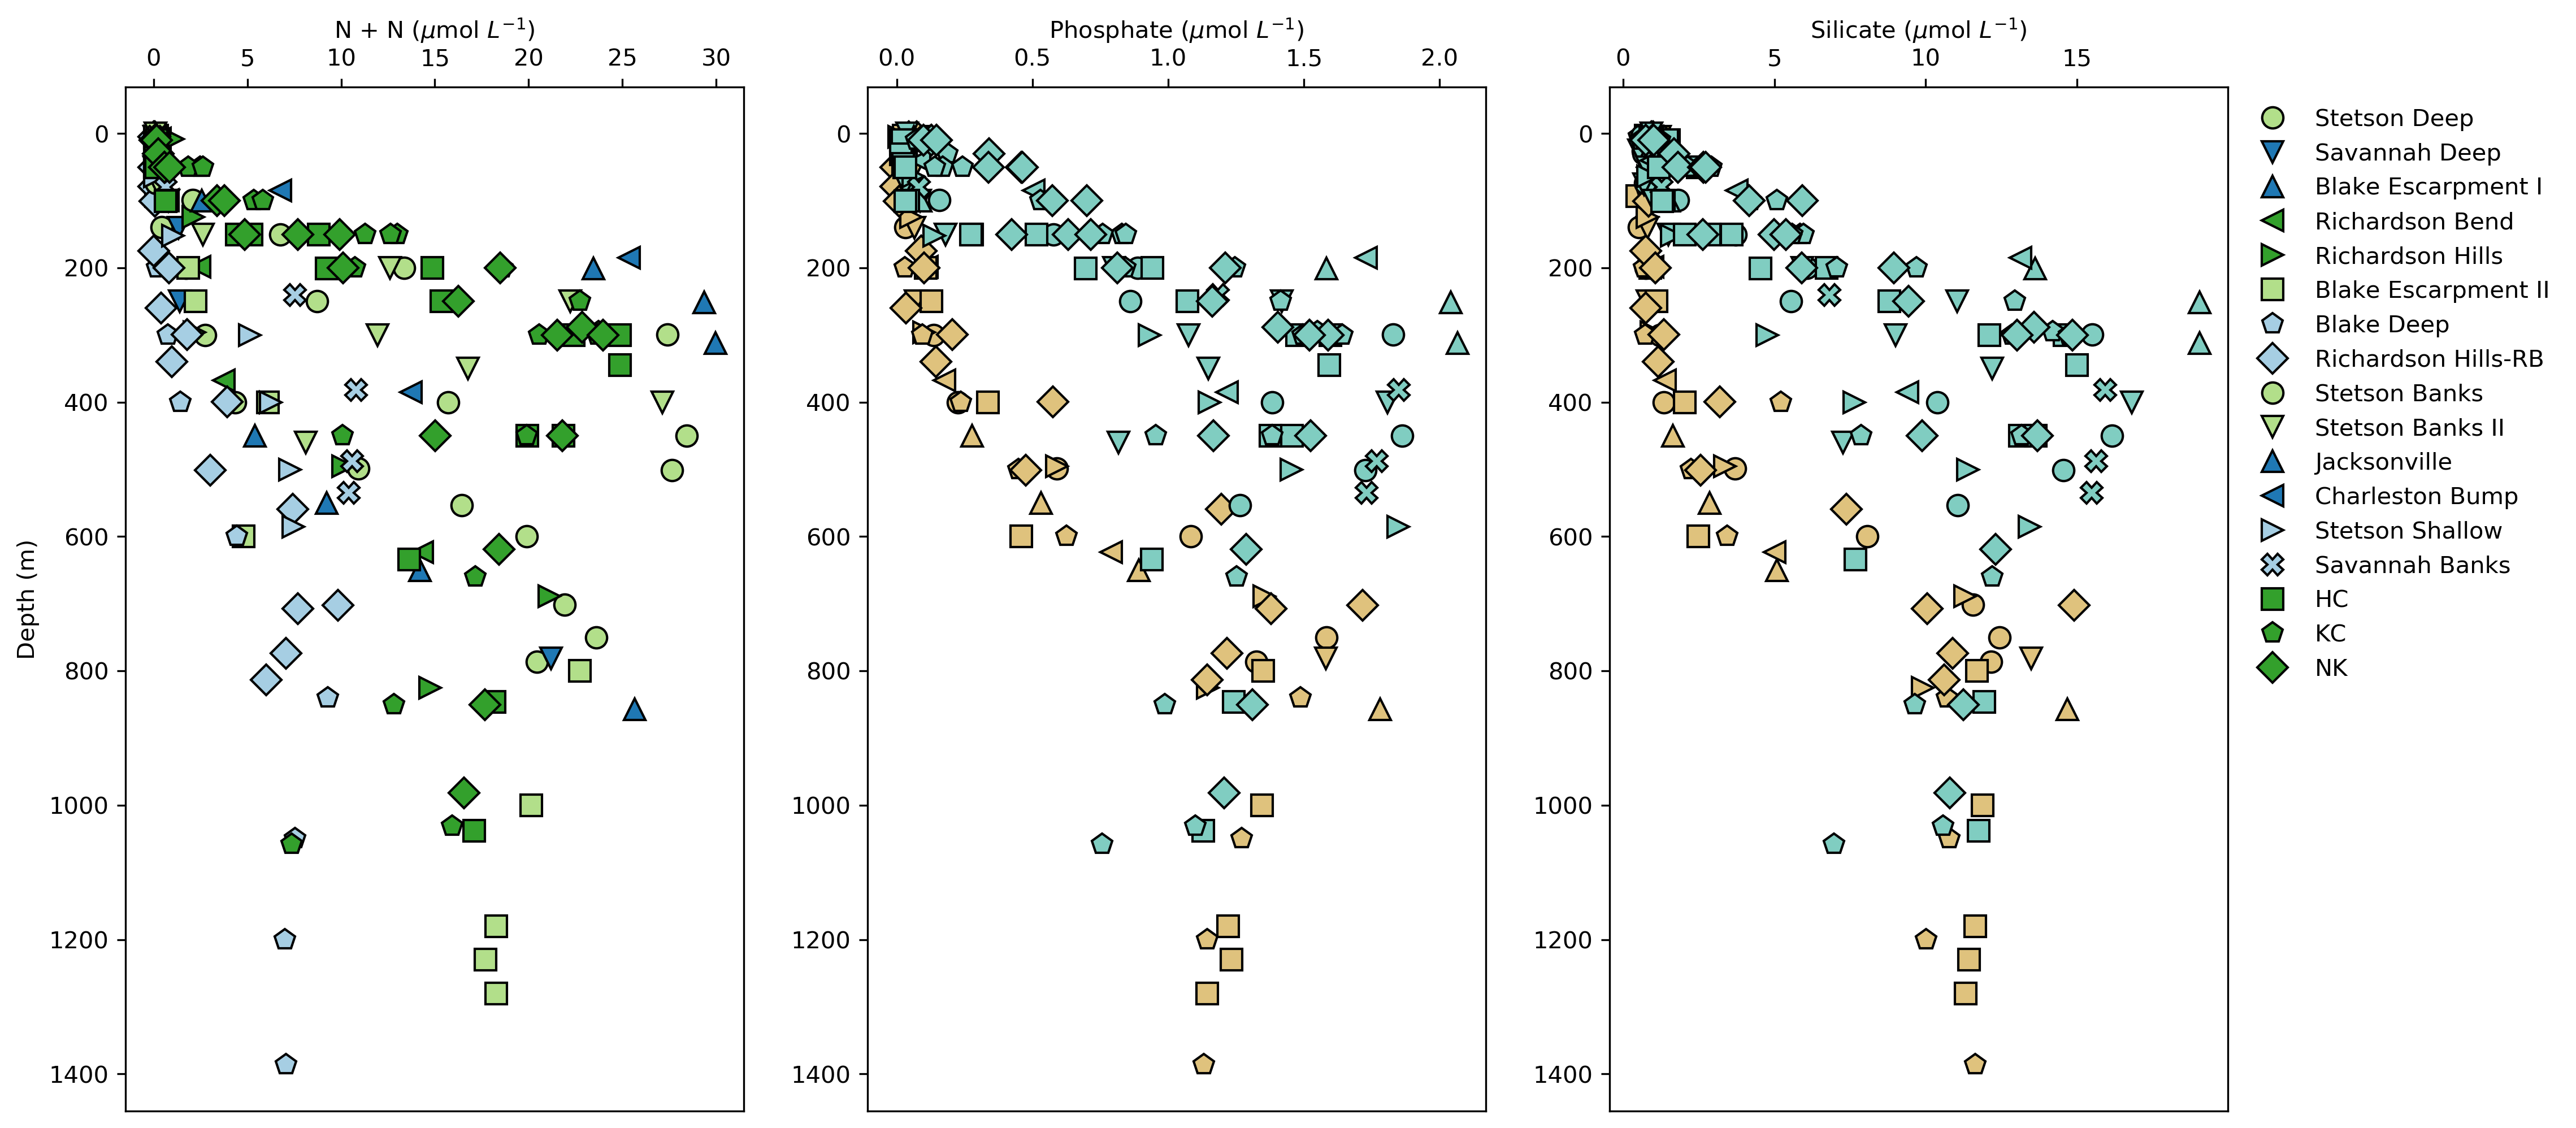 N + N (μmol L⁻¹)
0 5 10 15 20 25 30
Phosphate (μmol L⁻¹)
0.0 0.5 1.0 1.5 2.0
Silicate (μmol L⁻¹)
0 5 10 15
Depth (m)
0
200
400
600
800
1000
1200
1400
0
200
400
600
800
1000
1200
1400
0
200
400
600
800
1000
1200
1400
Stetson Deep
Savannah Deep
Blake Escarpment I
Richardson Bend
Richardson Hills
Blake Escarpment II
Blake Deep
Richardson Hills-RB
Stetson Banks
Stetson Banks II
Jacksonville
Charleston Bump
Stetson Shallow
Savannah Banks
HC
KC
NK